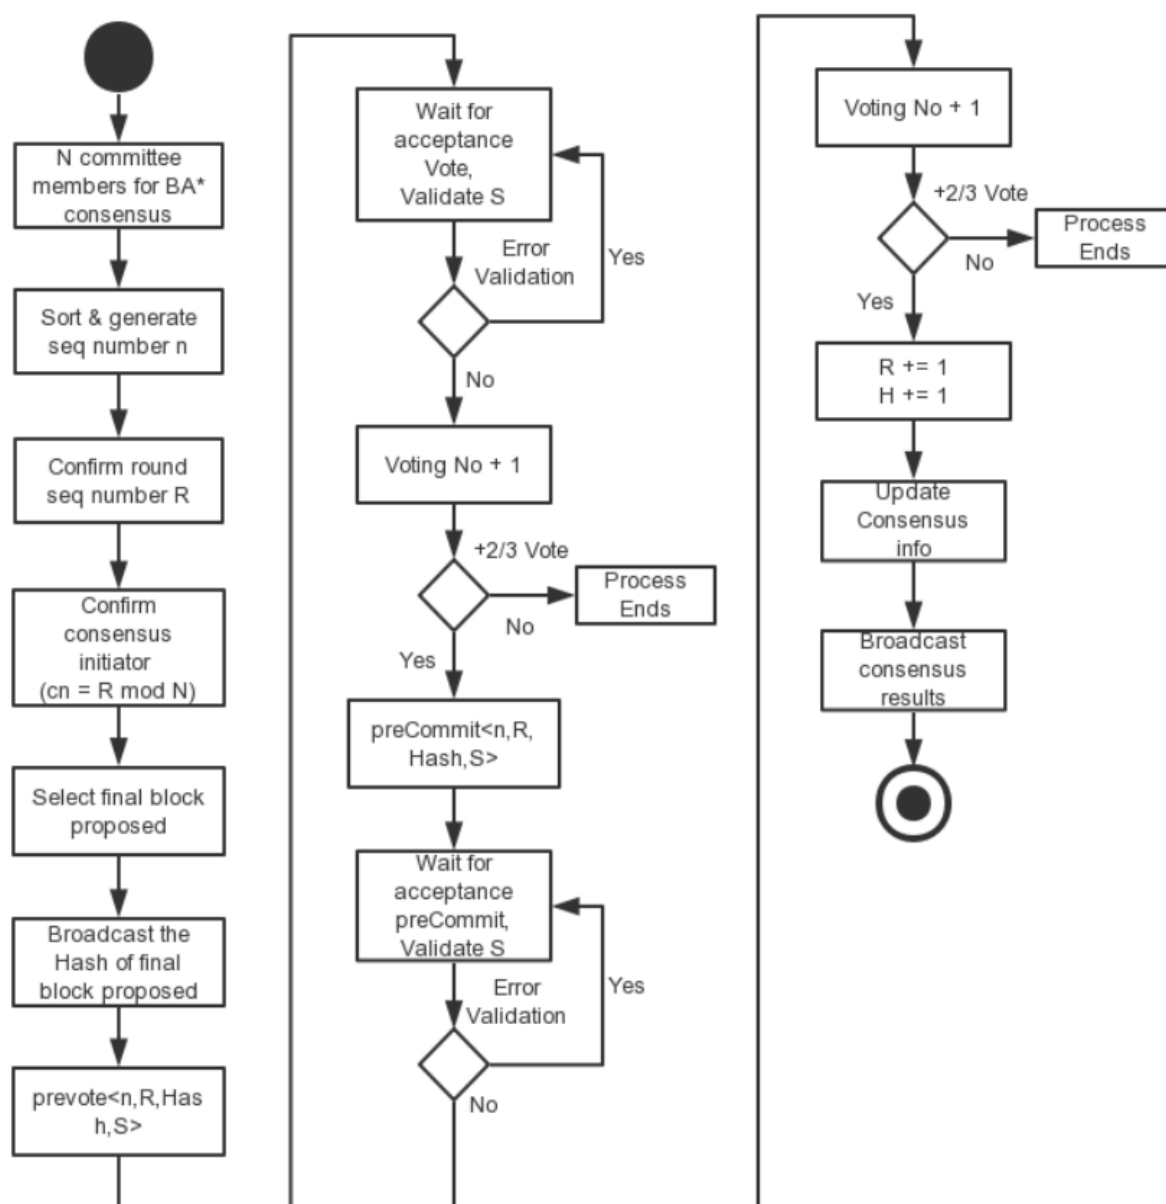 N committee
members for BA*
consensus
Sort & generate
seq number n
Confirm round
seq number R
Confirm
consensus
initiator
(cn = R mod N)
Select final block
proposed
Broadcast the
Hash of final
block proposed
prevote<n,R,Has
h,S>
Wait for
acceptance
Vote,
Validate S
Error
Validation
Yes
No
Voting No + 1
+2/3 Vote
Process
Ends
No
Yes
preCommit<n,R,
Hash,S>
Wait for
acceptance
preCommit,
Validate S
Error
Validation
Yes
No
Voting No + 1
+2/3 Vote
Process
Ends
No
Yes
R += 1
H += 1
Update
Consensus
info
Broadcast
consensus
results